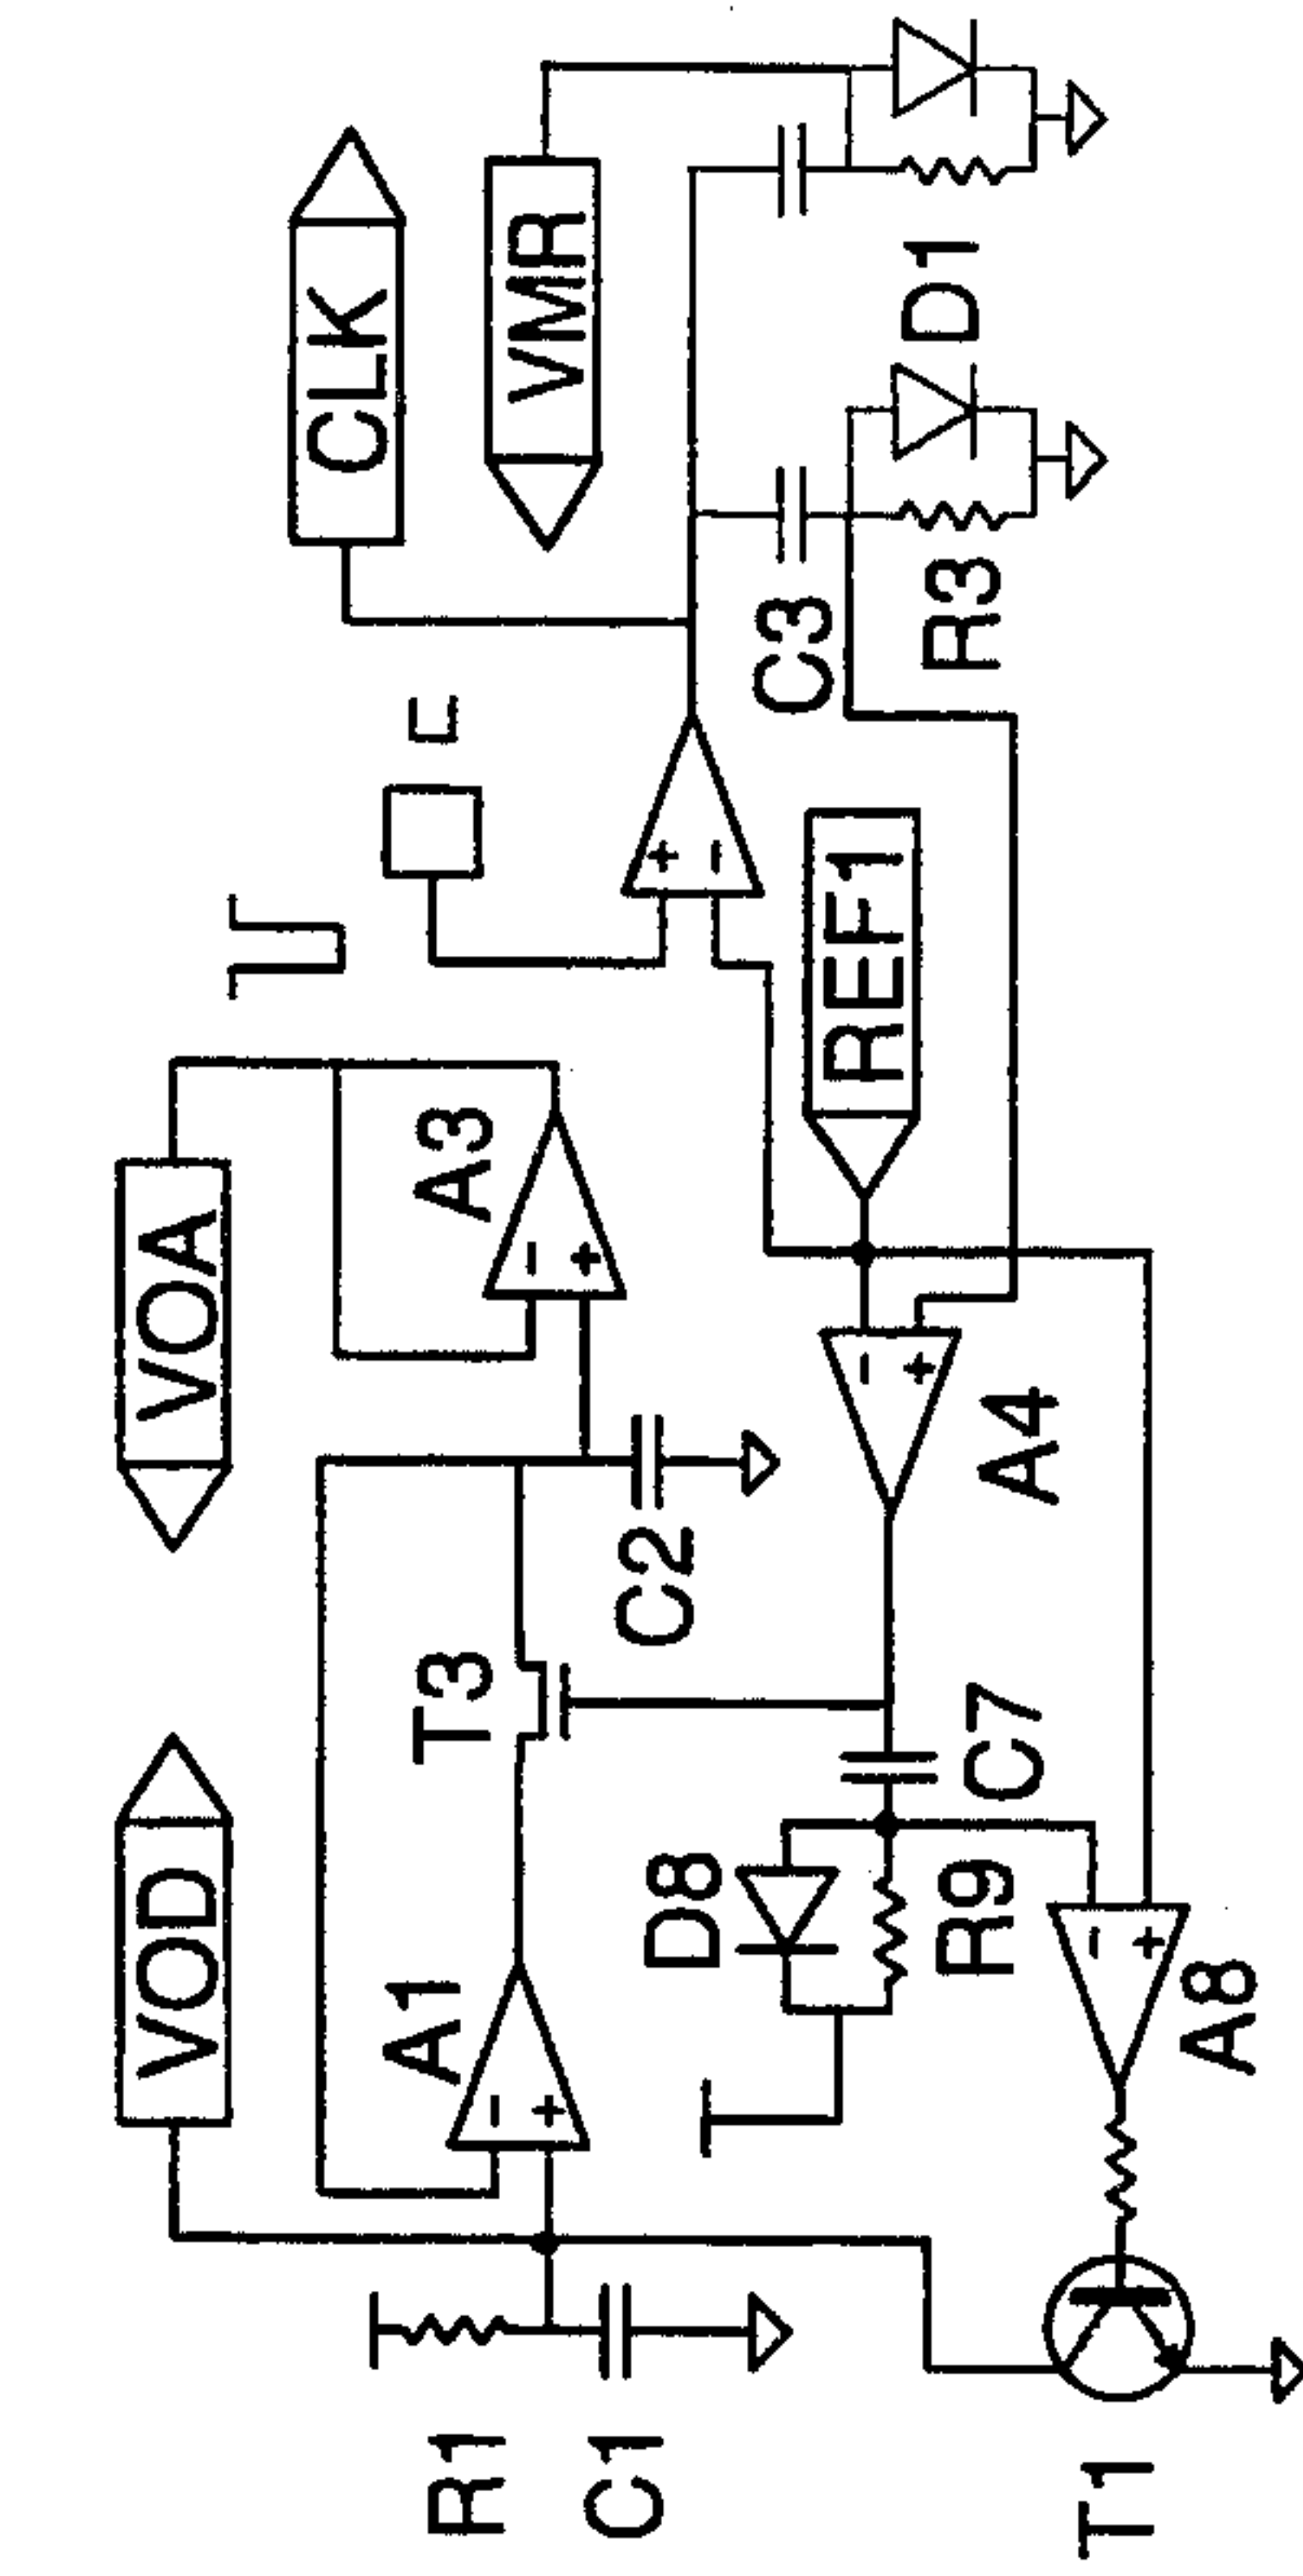 VOD
VOA
CLK
A1
T3
A3
VMR
R1
C1
D8
C2
C3
REF1
D1
R3
R9
C7
A4
T1
A8